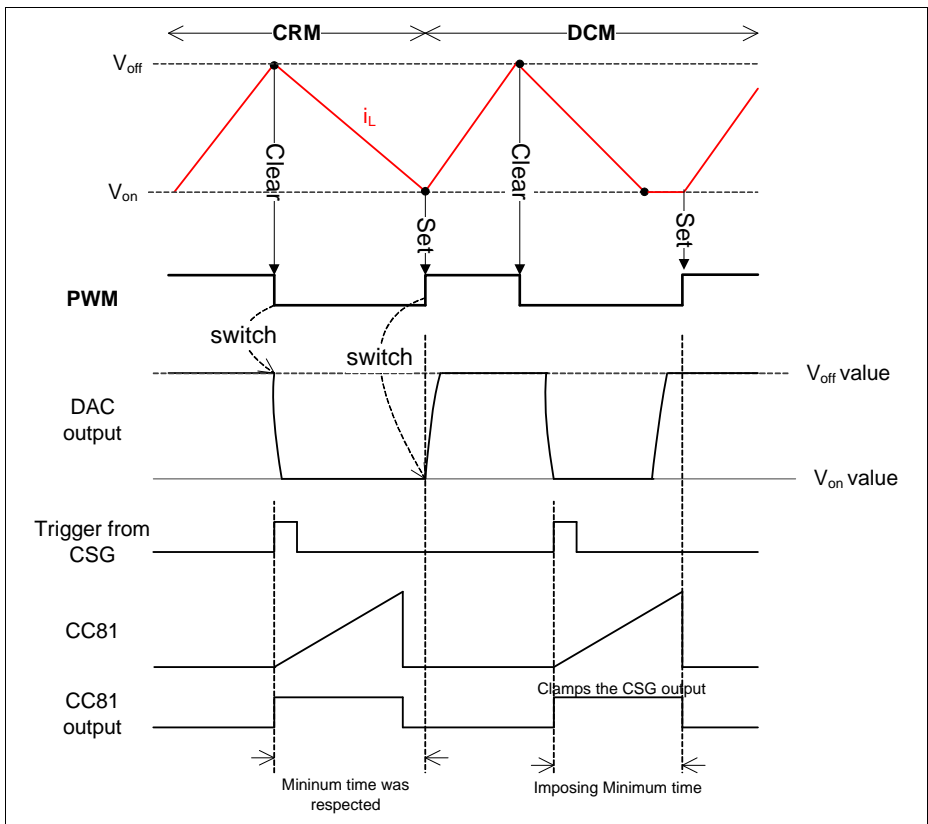 CRM
DCM
Voff
iL
Clear
Clear
Von
Set
Set
PWM
switch
switch
Voff value
DAC
output
Von value
Trigger from
CSG
CC81
Clamps the CSG output
CC81
output
Mininum time was
respected
Imposing Minimum time